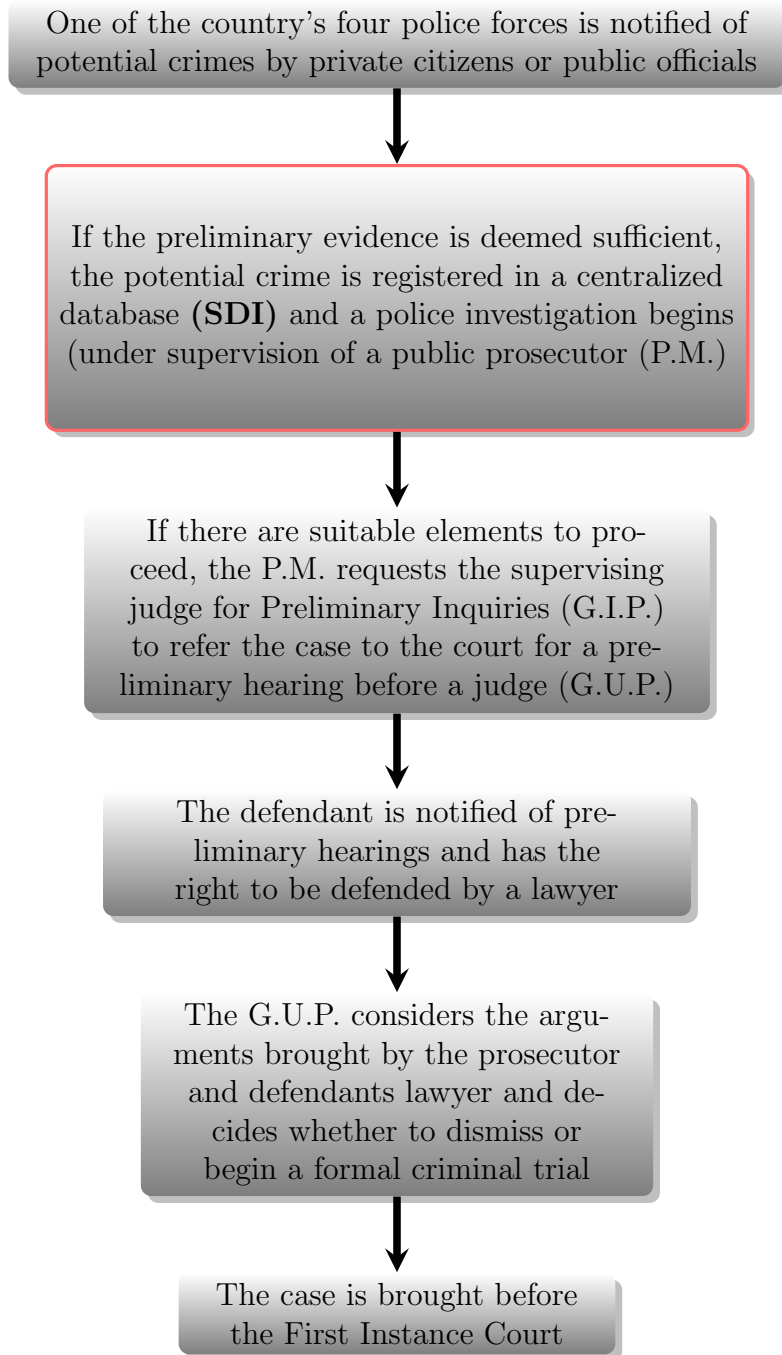 One of the country's four police forces is notified of
potential crimes by private citizens or public officials
If the preliminary evidence is deemed sufficient,
the potential crime is registered in a centralized
database (SDI) and a police investigation begins
(under supervision of a public prosecutor (P.M.)
If there are suitable elements to pro-
ceed, the P.M. requests the supervising
judge for Preliminary Inquiries (G.I.P.)
to refer the case to the court for a pre-
liminary hearing before a judge (G.U.P.)
The defendant is notified of pre-
liminary hearings and has the
right to be defended by a lawyer
The G.U.P. considers the argu-
ments brought by the prosecutor
and defendants lawyer and de-
cides whether to dismiss or
begin a formal criminal trial
The case is brought before
the First Instance Court